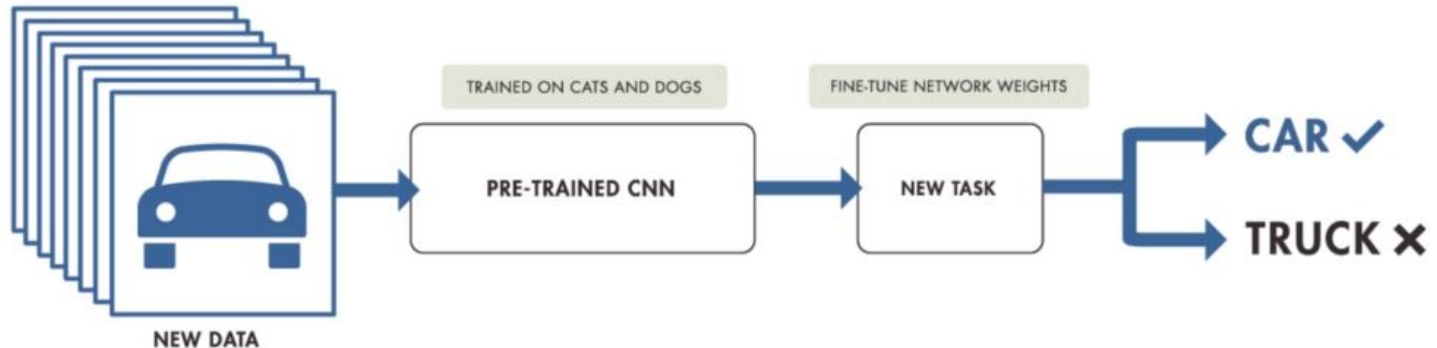 TRAINED ON CATS AND DOGS
FINE-TUNE NETWORK WEIGHTS
PRE-TRAINED CNN
NEW TASK
CAR
TRUCK
NEW DATA